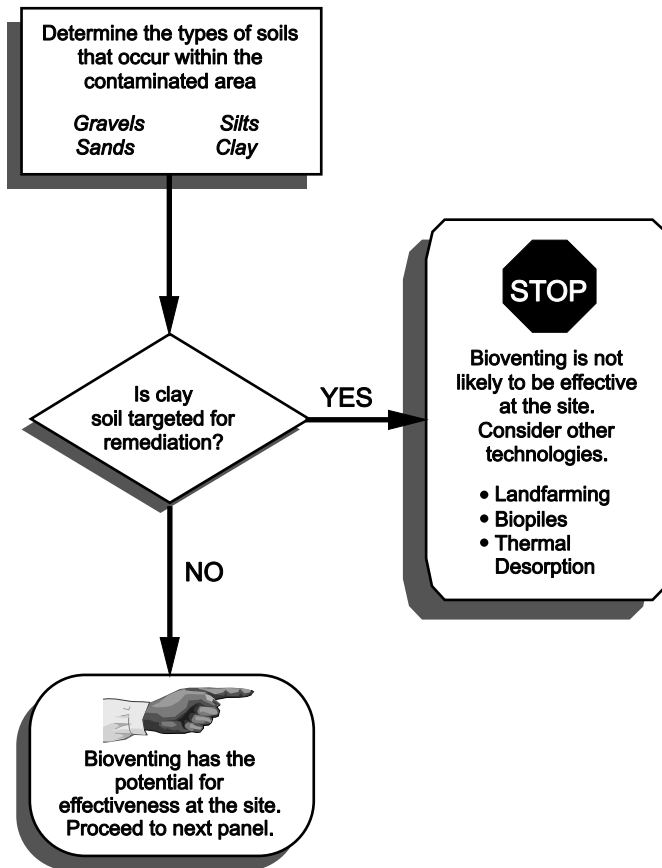 Determine the types of soils
that occur within the
contaminated area
Gravels Silts
Sands Clay
Is clay
soil targeted for
remediation?
YES
STOP
Bioventing is not
likely to be effective
at the site.
Consider other
technologies.
• Landfarming
• Biopiles
• Thermal
Desorption
NO
Bioventing has the
potential for
effectiveness at the site.
Proceed to next panel.